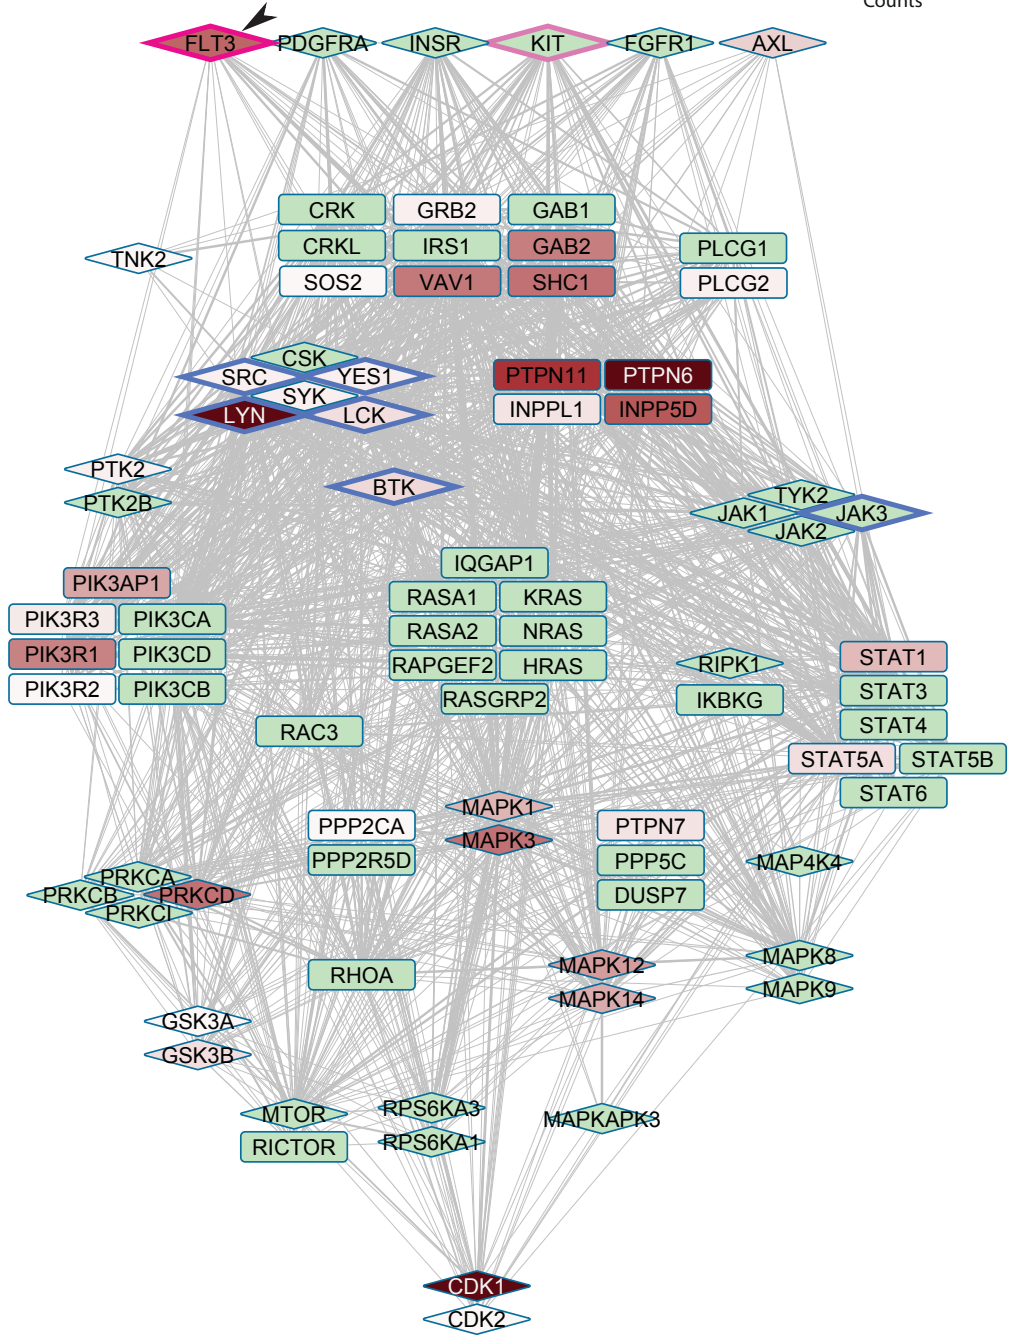 Counts
FLT3 PDGFRA INSR KIT FGFR1 AXL
CRK GRB2 GAB1
CRKL IRS1 GAB2
SOS2 VAV1 SHC1
TNK2
PLCG1
PLCG2
CSK
SRC YES1
SYK
LYN LCK
PTPN11 PTPN6
INPPL1 INPP5D
PTK2
PTK2B
BTK
TYK2
JAK1 JAK3
JAK2
PIK3AP1
PIK3R3 PIK3CA
PIK3R1 PIK3CD
PIK3R2 PIK3CB
IQGAP1
RASA1 KRAS
RASA2 NRAS
RAPGEF2 HRAS
RASGRP2
RIPK1
IKBKG
STAT1
STAT3
STAT4
STAT5A STAT5B
STAT6
RAC3
MAPK1
MAPK3
PPP2CA
PPP2R5D
PTPN7
PPP5C
DUSP7
MAP4K4
PRKCA
PRKCB PRKCD
PRKCI
RHOA
MAPK12
MAPK14
MAPK8
MAPK9
GSK3A
GSK3B
MTOR
RICTOR
RPS6KA3
RPS6KA1
MAPKAPK3
CDK1
CDK2